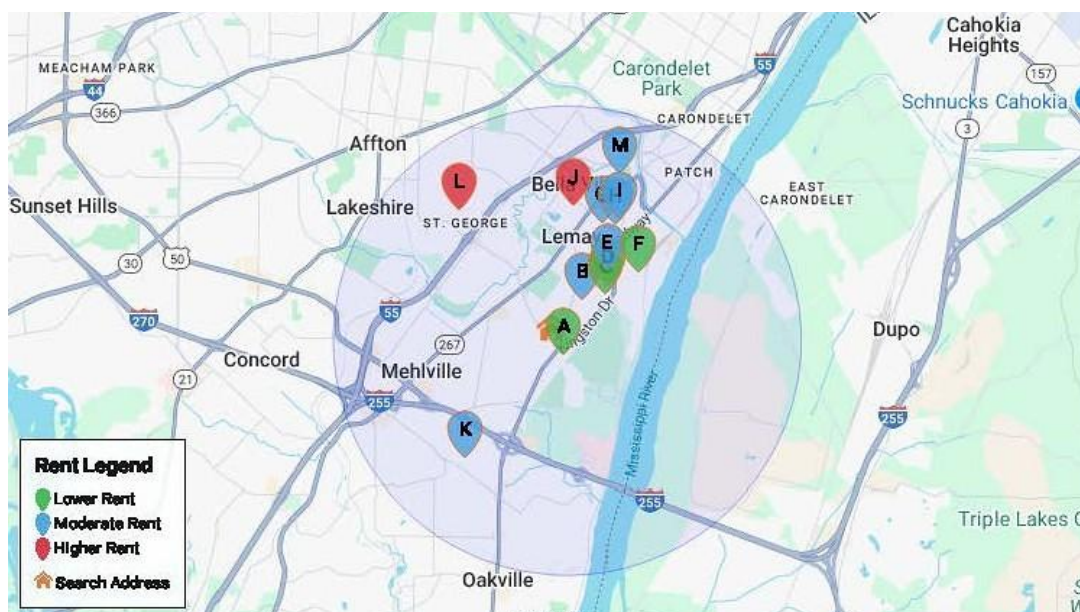 Cahokia
Heights
MEACHAM PARK
44
55
Carondelet
Park
157
366
Schnucks Cahokia
CARONDELET
3
Affton
M
J
PATCH
L
I
EAST
CARONDELET
Sunset Hills
Lakeshire
ST. GEORGE
Lemay
E
F
50
30
D
B
55
A
270
Dupo
267
Concord
Mehlville
21
255
255
K
Mississippi River
Rent Legend
Lower Rent
Moderate Rent
Higher Rent
Search Address
255
Triple Lakes
Oakville